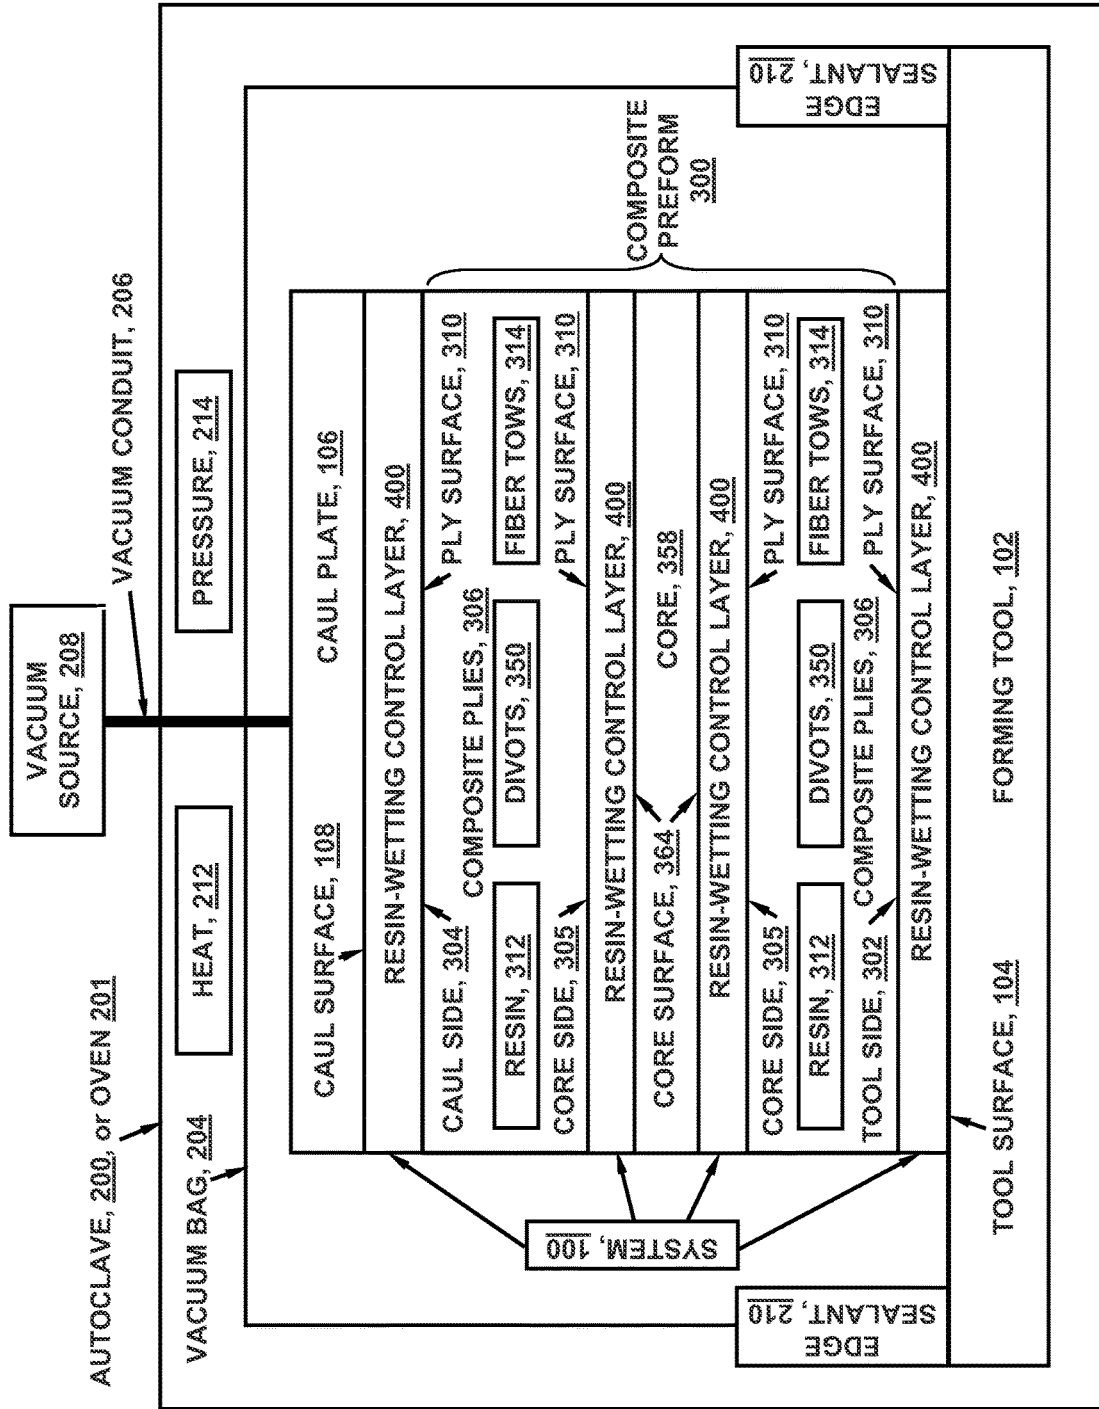 AUTOCLAVE, 200, or OVEN 201
VACUUM BAG, 204
HEAT, 212
VACUUM
SOURCE, 208
VACUUM CONDUIT, 206
PRESSURE, 214
CAUL SURFACE, 108
CAUL PLATE, 106
RESIN-WETTING CONTROL LAYER, 400
CAUL SIDE, 304
COMPOSITE PLIES, 306
PLY SURFACE, 310
RESIN, 312
DIVOTS, 350
FIBER TOWS, 314
CORE SIDE, 305
PLY SURFACE, 310
RESIN-WETTING CONTROL LAYER, 400
CORE SURFACE, 364
CORE, 358
RESIN-WETTING CONTROL LAYER, 400
CORE SIDE, 305
PLY SURFACE, 310
RESIN, 312
DIVOTS, 350
FIBER TOWS, 314
TOOL SIDE, 302
COMPOSITE PLIES, 306
PLY SURFACE, 310
RESIN-WETTING CONTROL LAYER, 400
COMPOSITE
PREFORM
300
SYSTEM, 100
EDGE
SEALANT, 210
EDGE
SEALANT, 210
TOOL SURFACE, 104
FORMING TOOL, 102